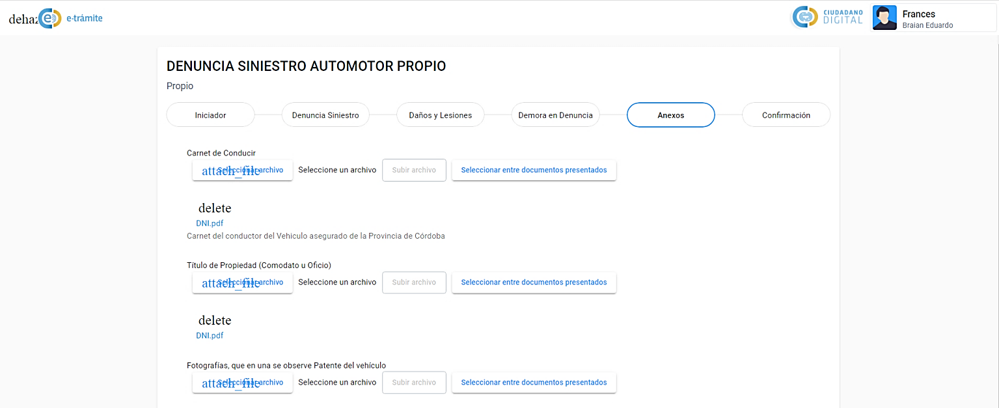 dehaz e e-trámite
CIUDADANO
DIGITAL
Frances
Braian Eduardo
DENUNCIA SINIESTRO AUTOMOTOR PROPIO
Propio
Iniciador Denuncia Siniestro Daños y Lesiones Demora en Denuncia Anexos Confirmación
Carnet de Conducir
attach_file Seleccionar archivo Seleccione un archivo Subir archivo Seleccionar entre documentos presentados
delete
DNI.pdf
Carnet del conductor del Vehiculo asegurado de la Provincia de Córdoba
Título de Propiedad (Comodato u Oficio)
attach_file Seleccionar archivo Seleccione un archivo Subir archivo Seleccionar entre documentos presentados
delete
DNI.pdf
Fotografías, que en una se observe Patente del vehículo
attach_file Seleccionar archivo Seleccione un archivo Subir archivo Seleccionar entre documentos presentados